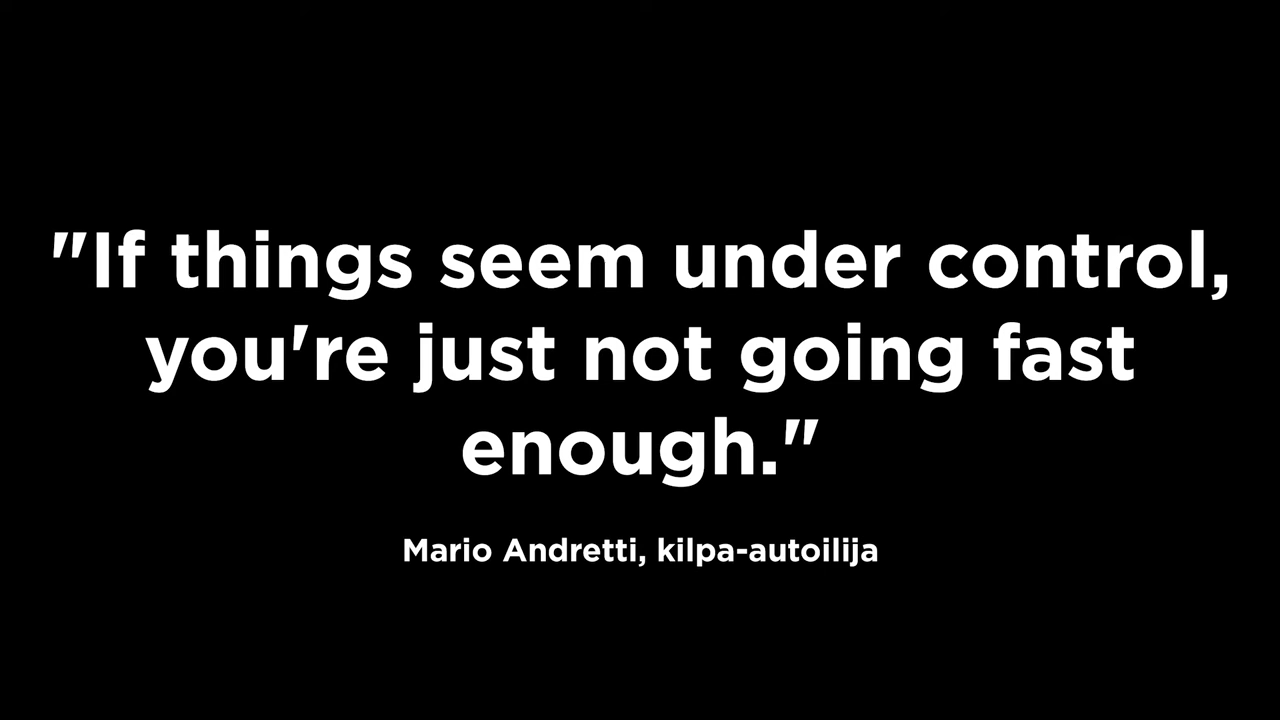 "If things seem under control,
you're just not going fast
enough."
Mario Andretti, kilpa-autoilija